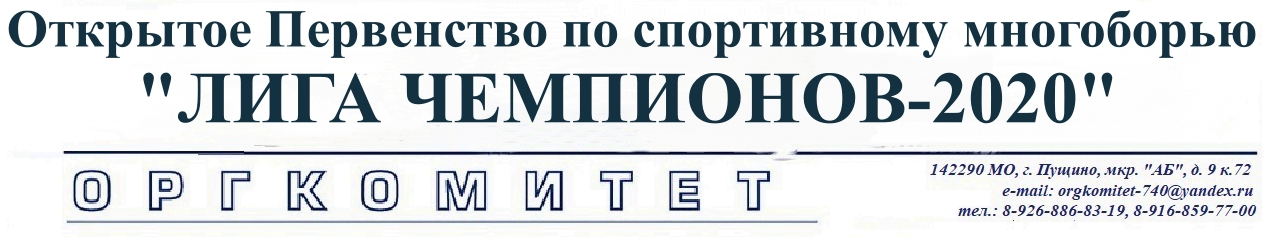 Открытое Первенство по спортивному многоборью
"ЛИГА ЧЕМПИОНОВ-2020"
ОРГКОМИТЕТ
142290 МО, г. Пущино, мкр. "АБ", д. 9 к.72
e-mail: orgkomitet-740@yandex.ru
тел.: 8-926-886-83-19, 8-916-859-77-00